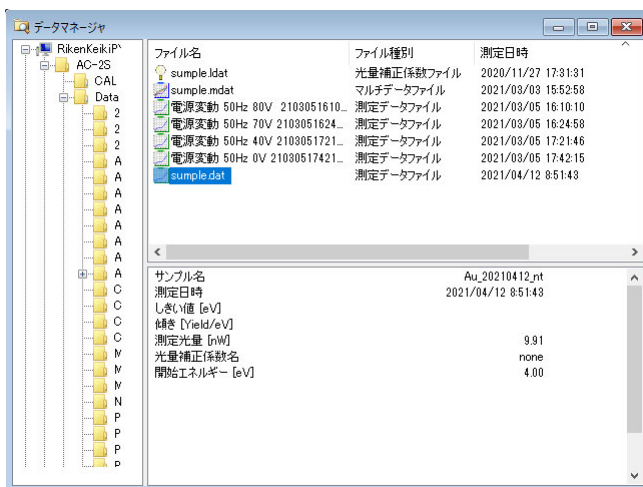 データマネージャ
RikenKeikiP
AC-2S
CAL
Data
2
2
2
A
A
A
A
A
A
A
A
C
C
C
C
M
M
M
N
P
P
P
P
ファイル名 ファイル種別 測定日時
sumple.ldat 光量補正係数ファイル 2020/11/27 17:31:31
sumple.mdat マルチデータファイル 2021/03/03 15:52:58
電源変動 50Hz 80V 2103051610... 測定データファイル 2021/03/05 16:10:10
電源変動 50Hz 70V 2103051624... 測定データファイル 2021/03/05 16:24:58
電源変動 50Hz 40V 2103051721... 測定データファイル 2021/03/05 17:21:46
電源変動 50Hz 0V 21030517421... 測定データファイル 2021/03/05 17:42:15
sumple.dat 測定データファイル 2021/04/12 8:51:43
サンプル名 Au_20210412_nt
測定日時 2021/04/12 8:51:43
しきい値 [eV]
傾き [Yield/eV]
測定光量 [nW] 9.91
光量補正係数名 none
開始エネルギー [eV] 4.00